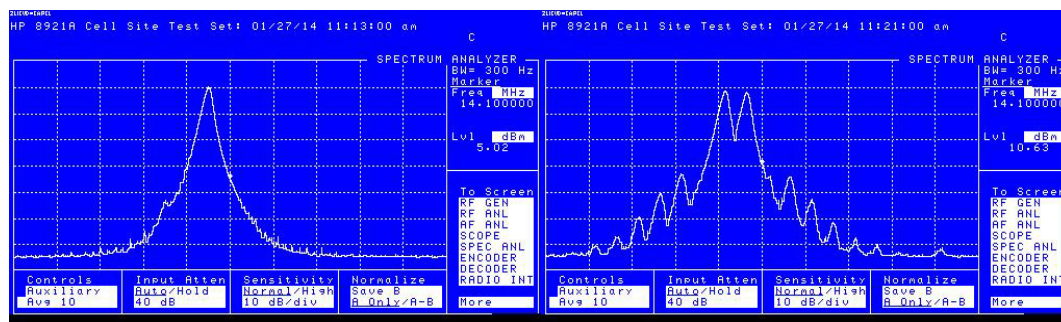 HP 8921A Cell Site Test Set: 01/27/14 11:13:00 am
C
SPECTRUM ANALYZER
BW= 300 Hz
Marker
Freq MHz
14.100000
Lvl dBm
5.02
To Screen
RF GEN
RF ANL
AF ANL
SCOPE
SPEC ANL
ENCODER
DECODER
RADIO INT
More
Controls
Auxiliary
Avg 10
Input Atten
Auto/Hold
40 dB
Sensitivity
Normal/High
10 dB/div
Normalize
Save B
A Only/A-B
HP 8921A Cell Site Test Set: 01/27/14 11:21:00 am
C
SPECTRUM ANALYZER
BW= 300 Hz
Marker
Freq MHz
14.100000
Lvl dBm
10.63
To Screen
RF GEN
RF ANL
AF ANL
SCOPE
SPEC ANL
ENCODER
DECODER
RADIO INT
More
Controls
Auxiliary
Avg 10
Input Atten
Auto/Hold
40 dB
Sensitivity
Normal/High
10 dB/div
Normalize
Save B
A Only/A-B